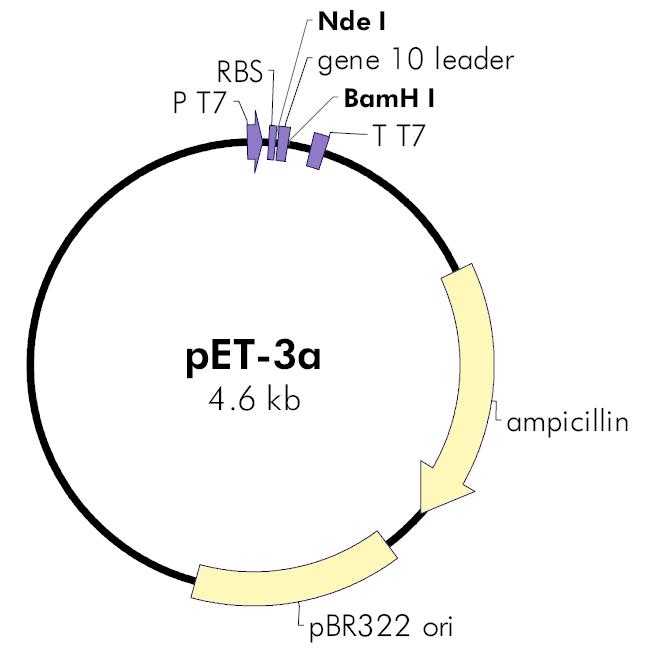 Nde I
gene 10 leader
RBS
BamH I
P T7
T T7
pET-3a
4.6 kb
ampicillin
pBR322 ori